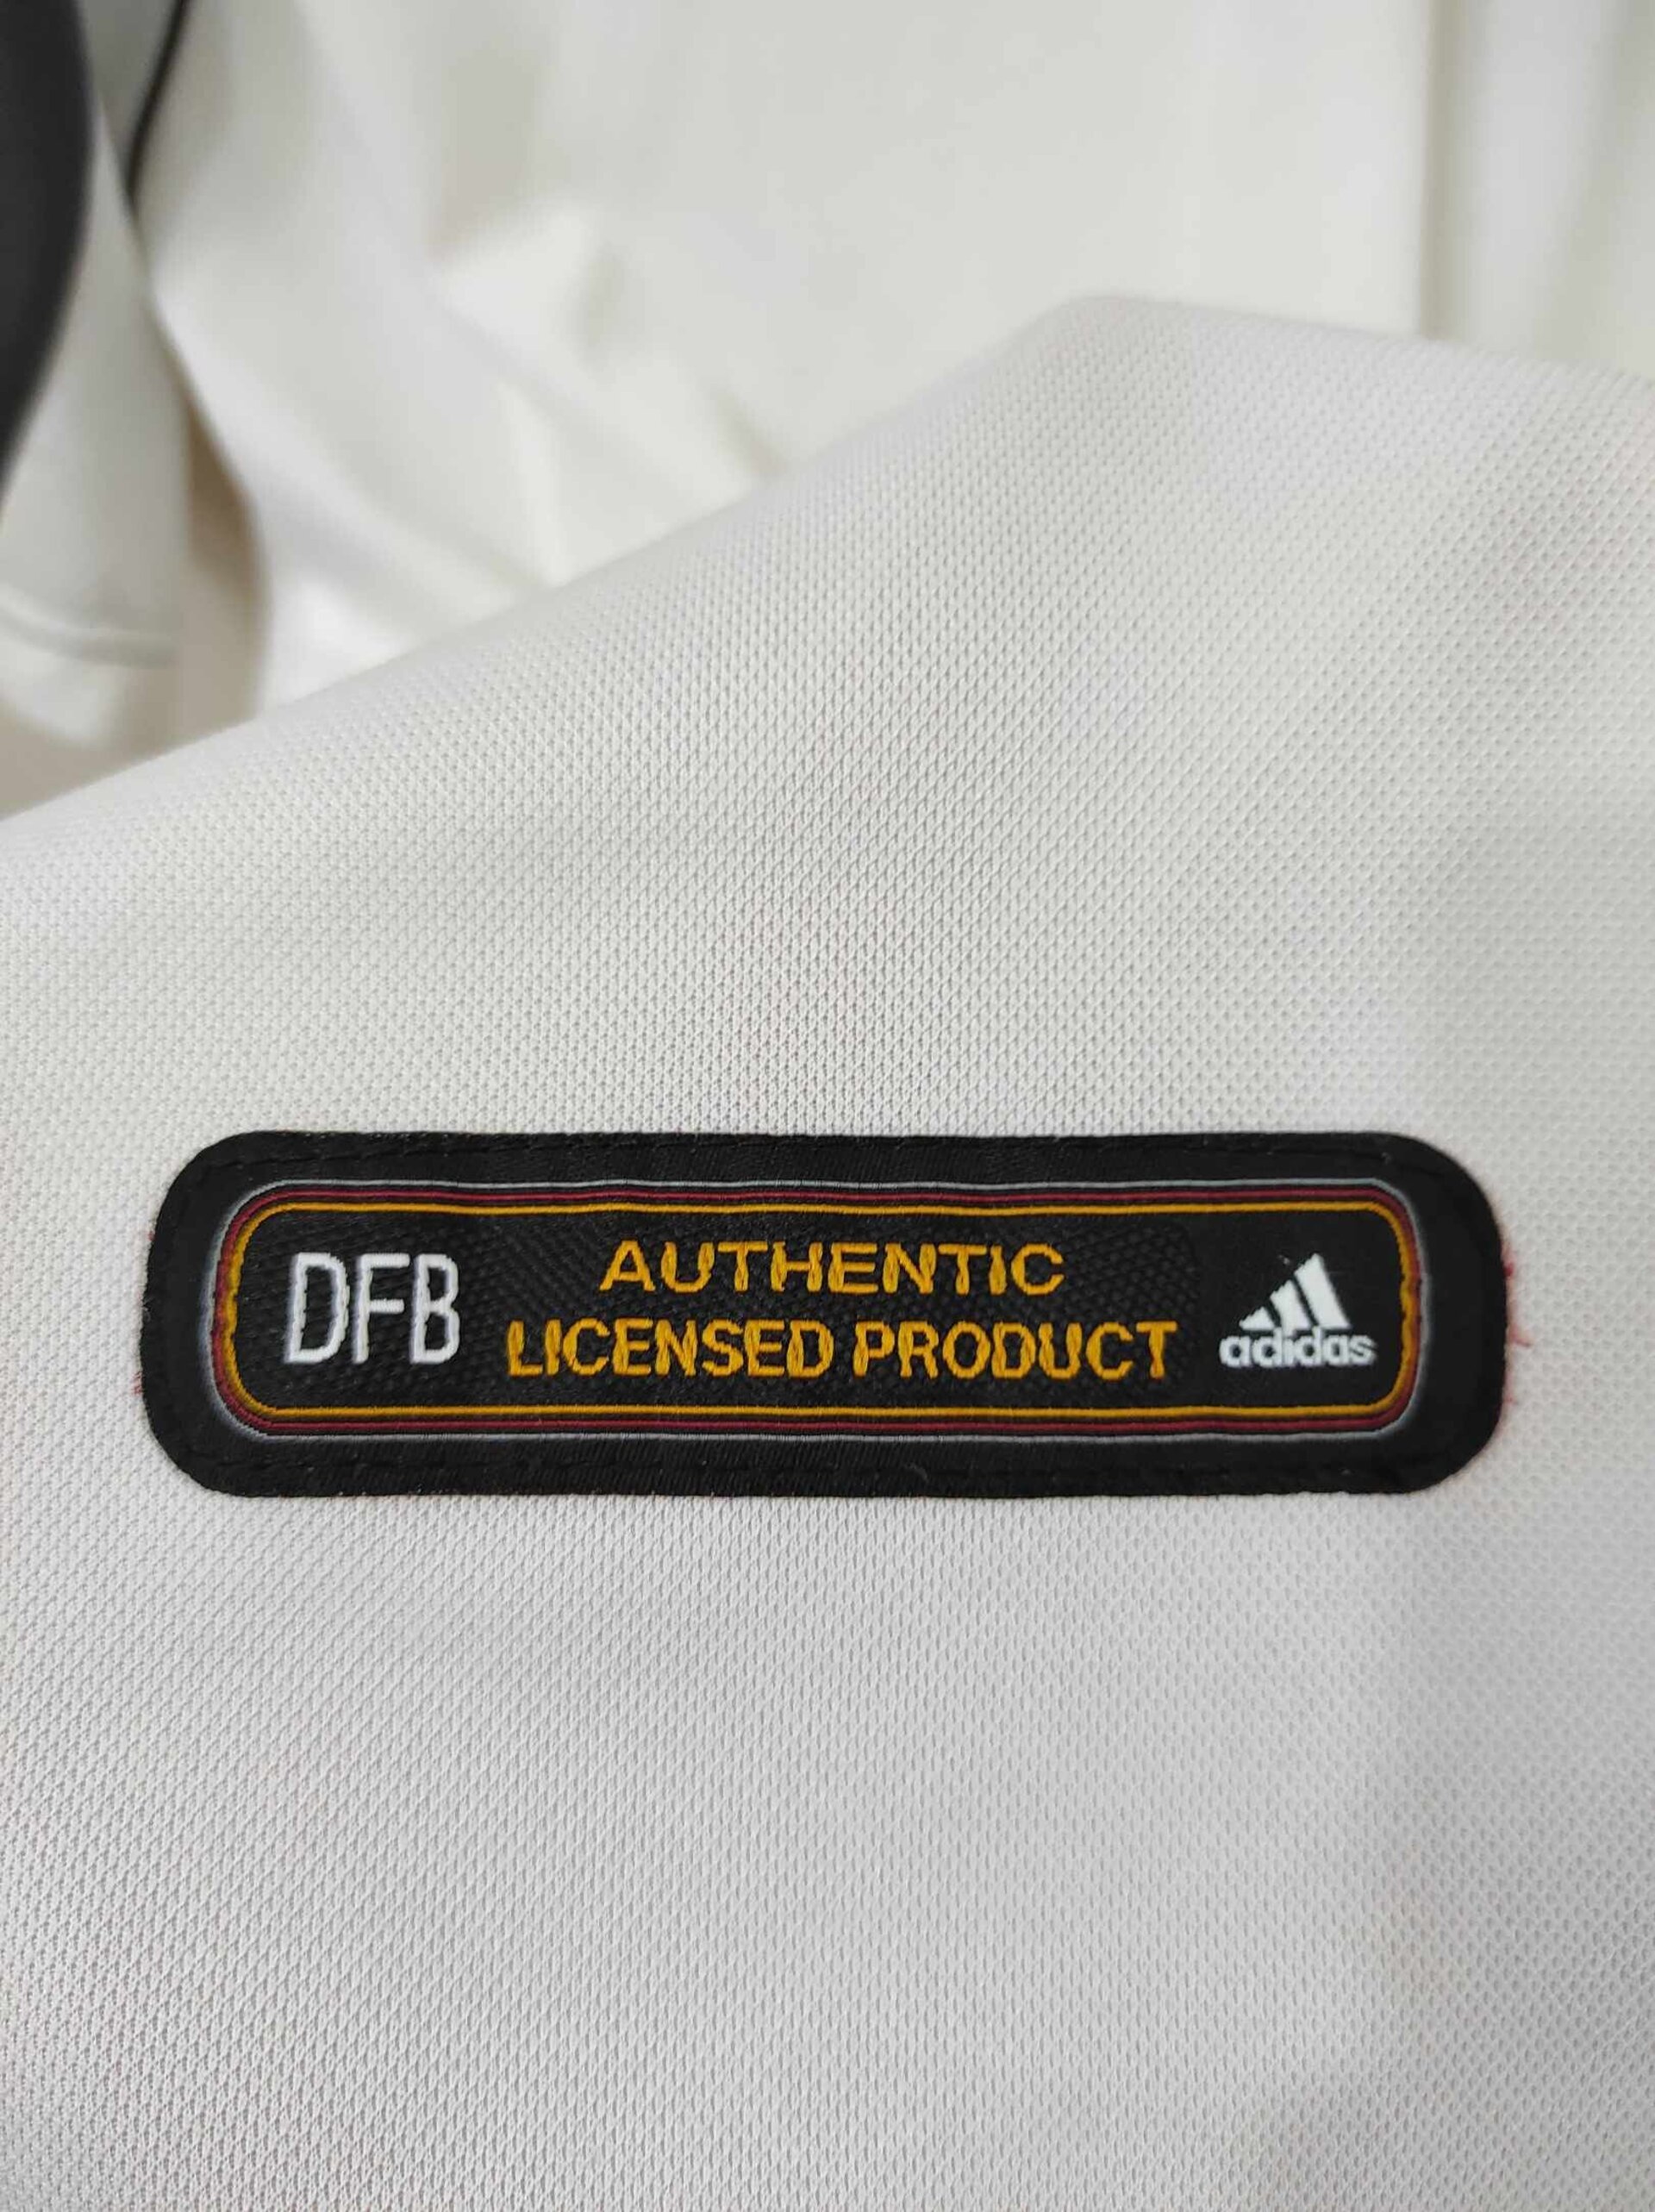 DFB
AUTHENTIC
LICENSED PRODUCT
adidas